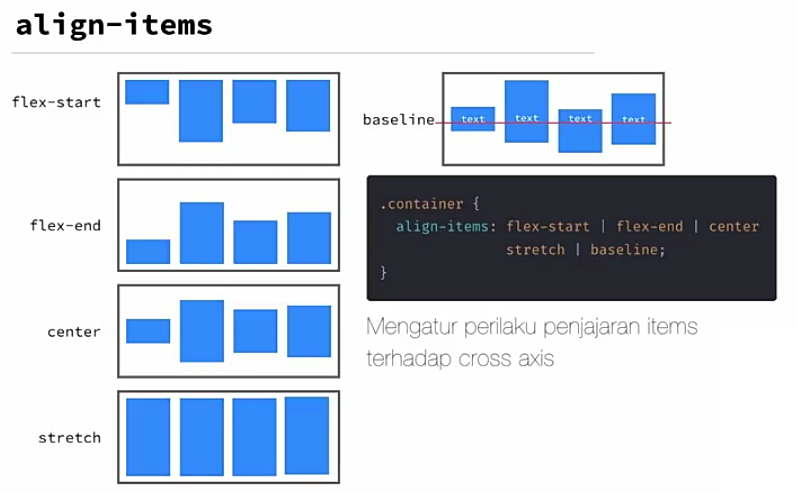 align-items
flex-start
flex-end
center
stretch
baseline
text text text text
.container {
align-items: flex-start | flex-end | center
stretch | baseline;
}
Mengatur perilaku penjajaran items
terhadap cross axis